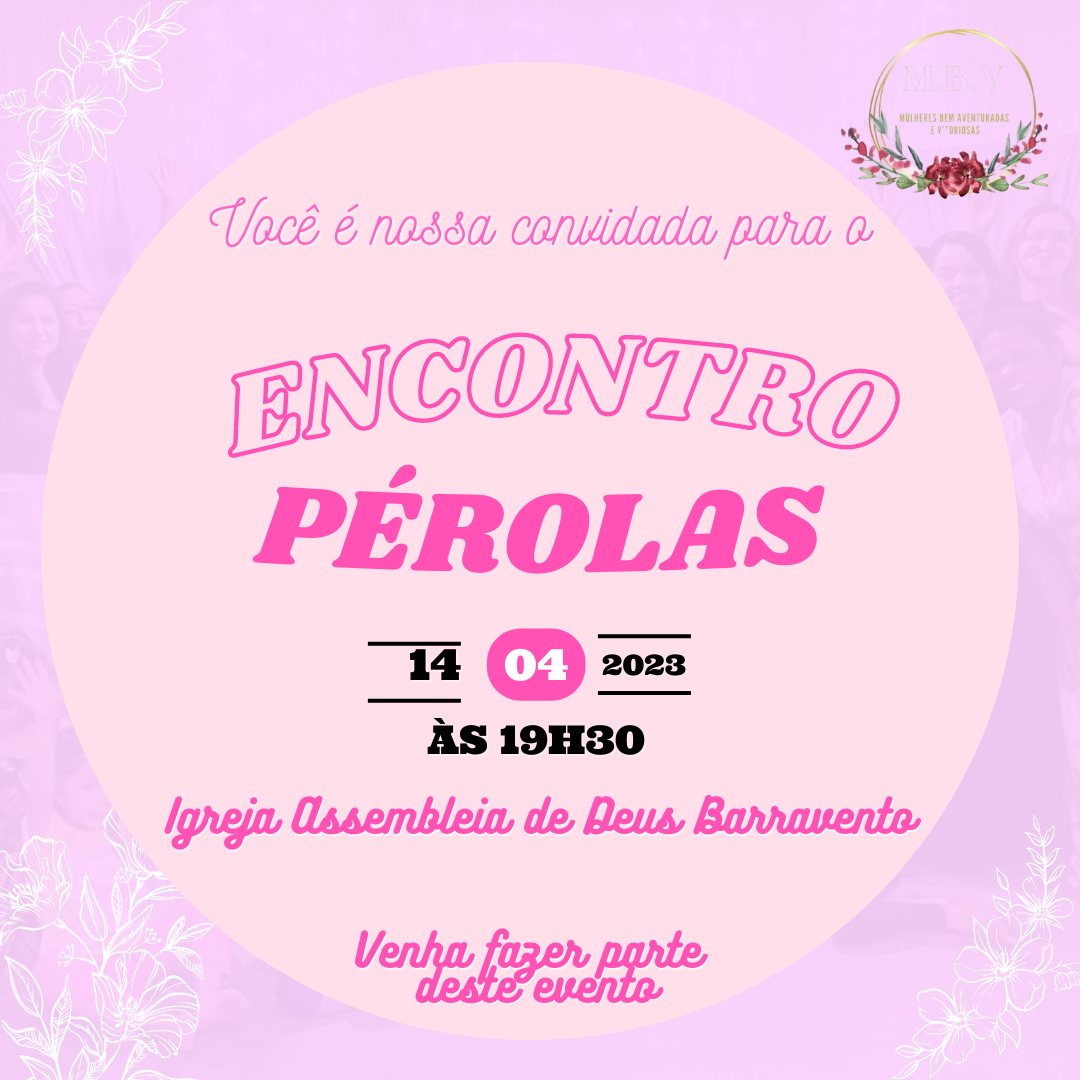 M.B.V
MULHERES BEM AVENTURADAS
E V´´ORIOSAS
Você é nossa convidada para o
ENCONTRO
PÉROLAS
14 04 2023
ÀS 19H30
Igreja Assembleia de Deus Barravento
Venha fazer parte
deste evento